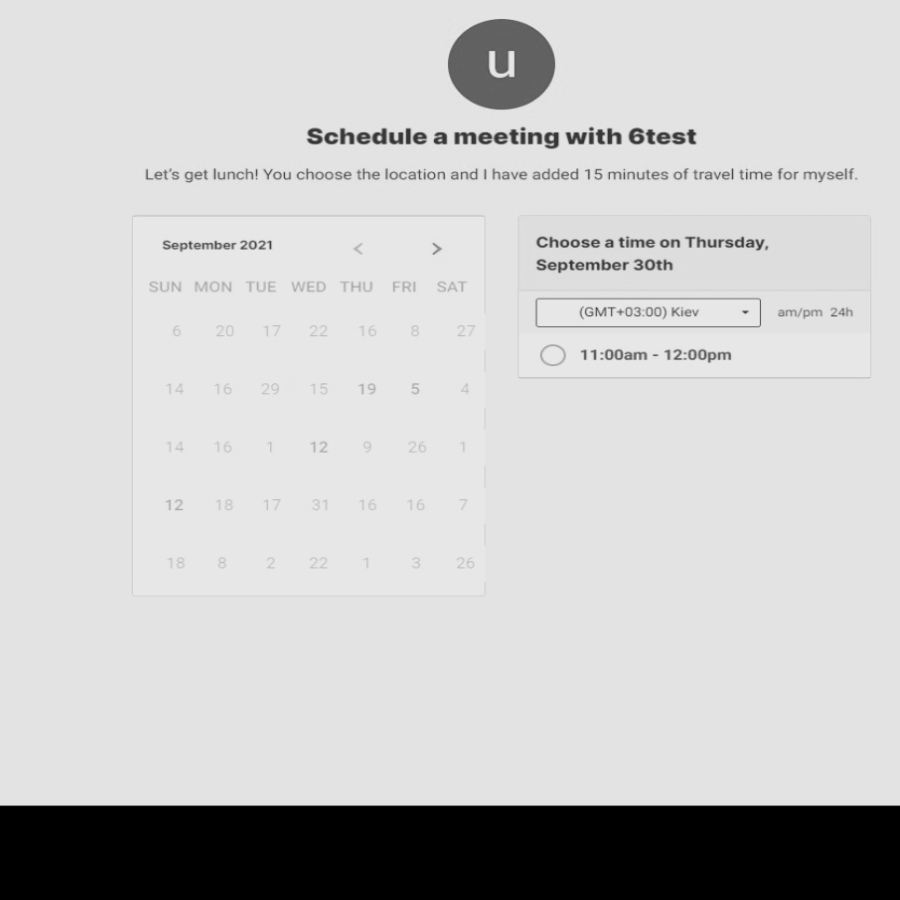 u
Schedule a meeting with 6test
Let's get lunch! You choose the location and I have added 15 minutes of travel time for myself.
September 2021 < >
SUN MON TUE WED THU FRI SAT
6 20 17 22 16 8 27
14 16 29 15 19 5 4
14 16 1 12 9 26 1
12 18 17 31 16 16 7
18 8 2 22 1 3 26
Choose a time on Thursday,
September 30th
(GMT+03:00) Kiev am/pm 24h
11:00am - 12:00pm